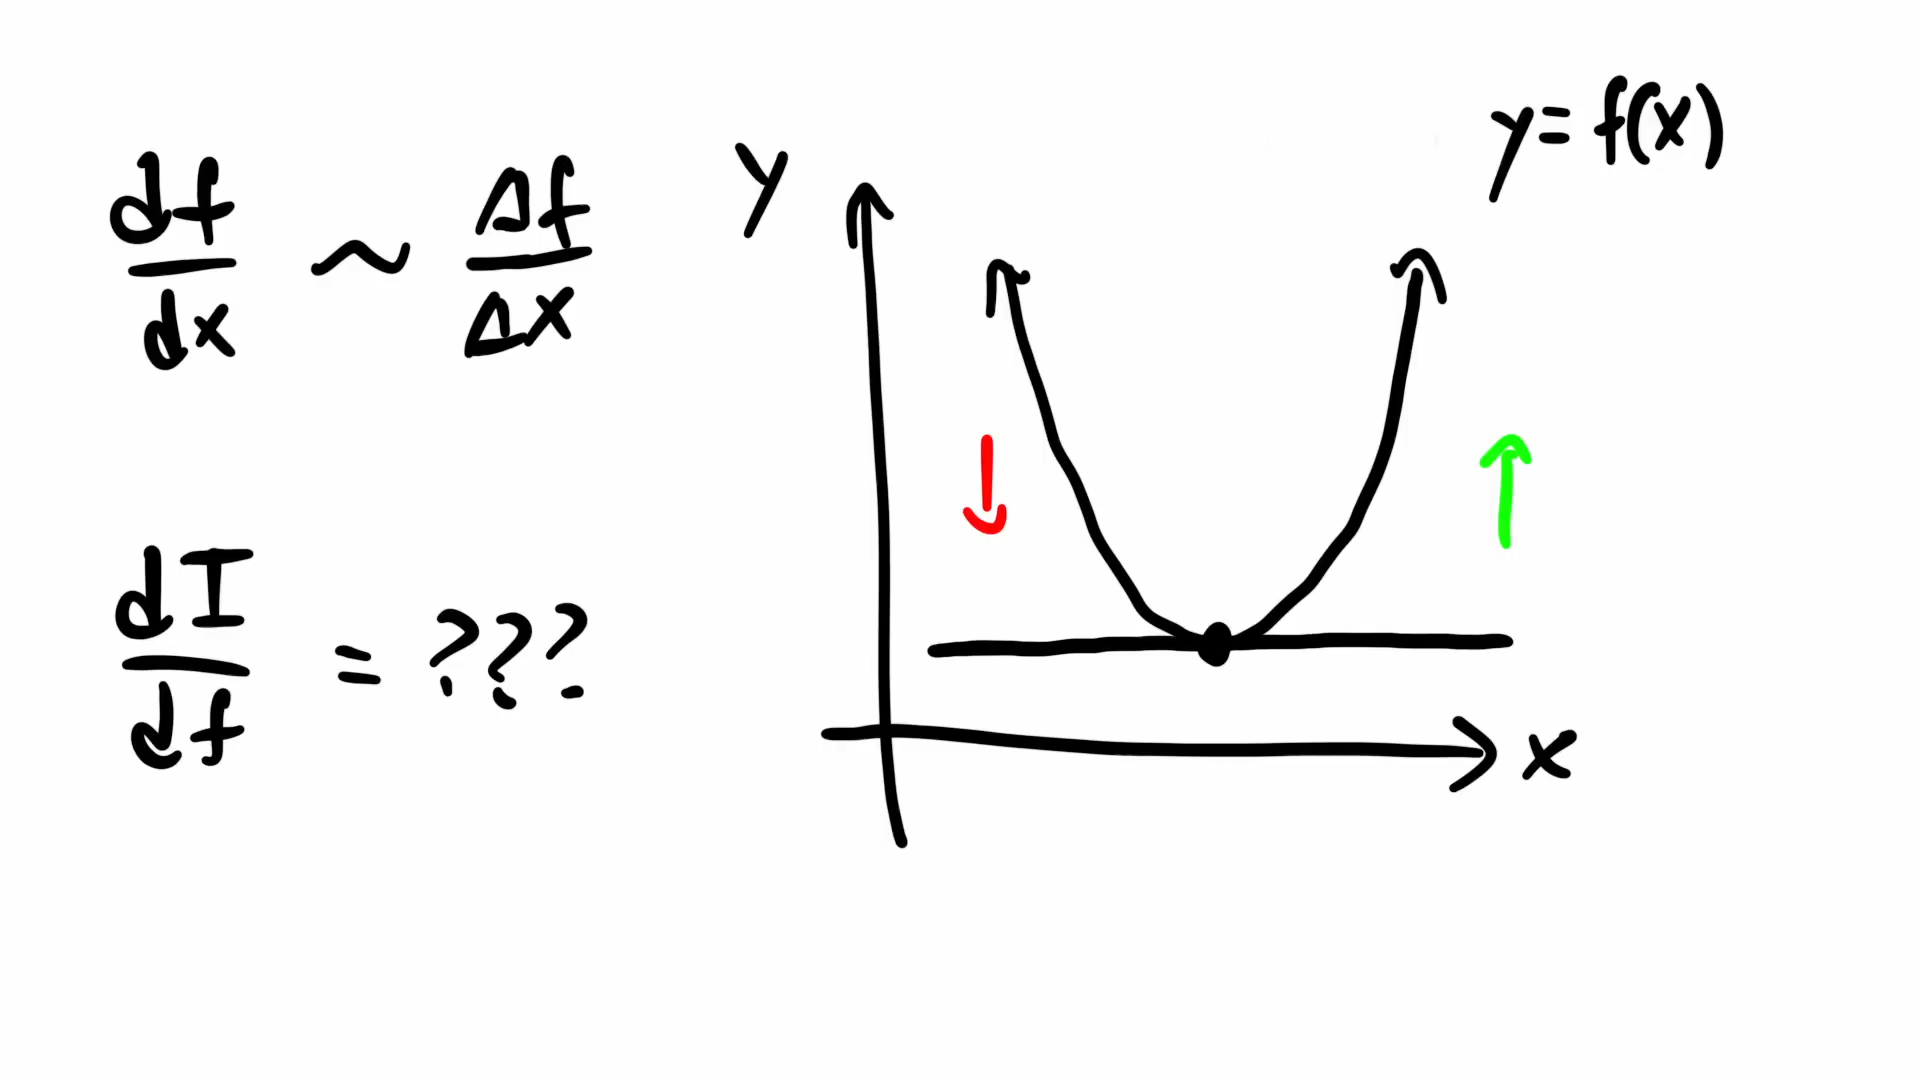 df/dx ~ Δf/Δx
dI/df = ???
y
x
y = f(x)